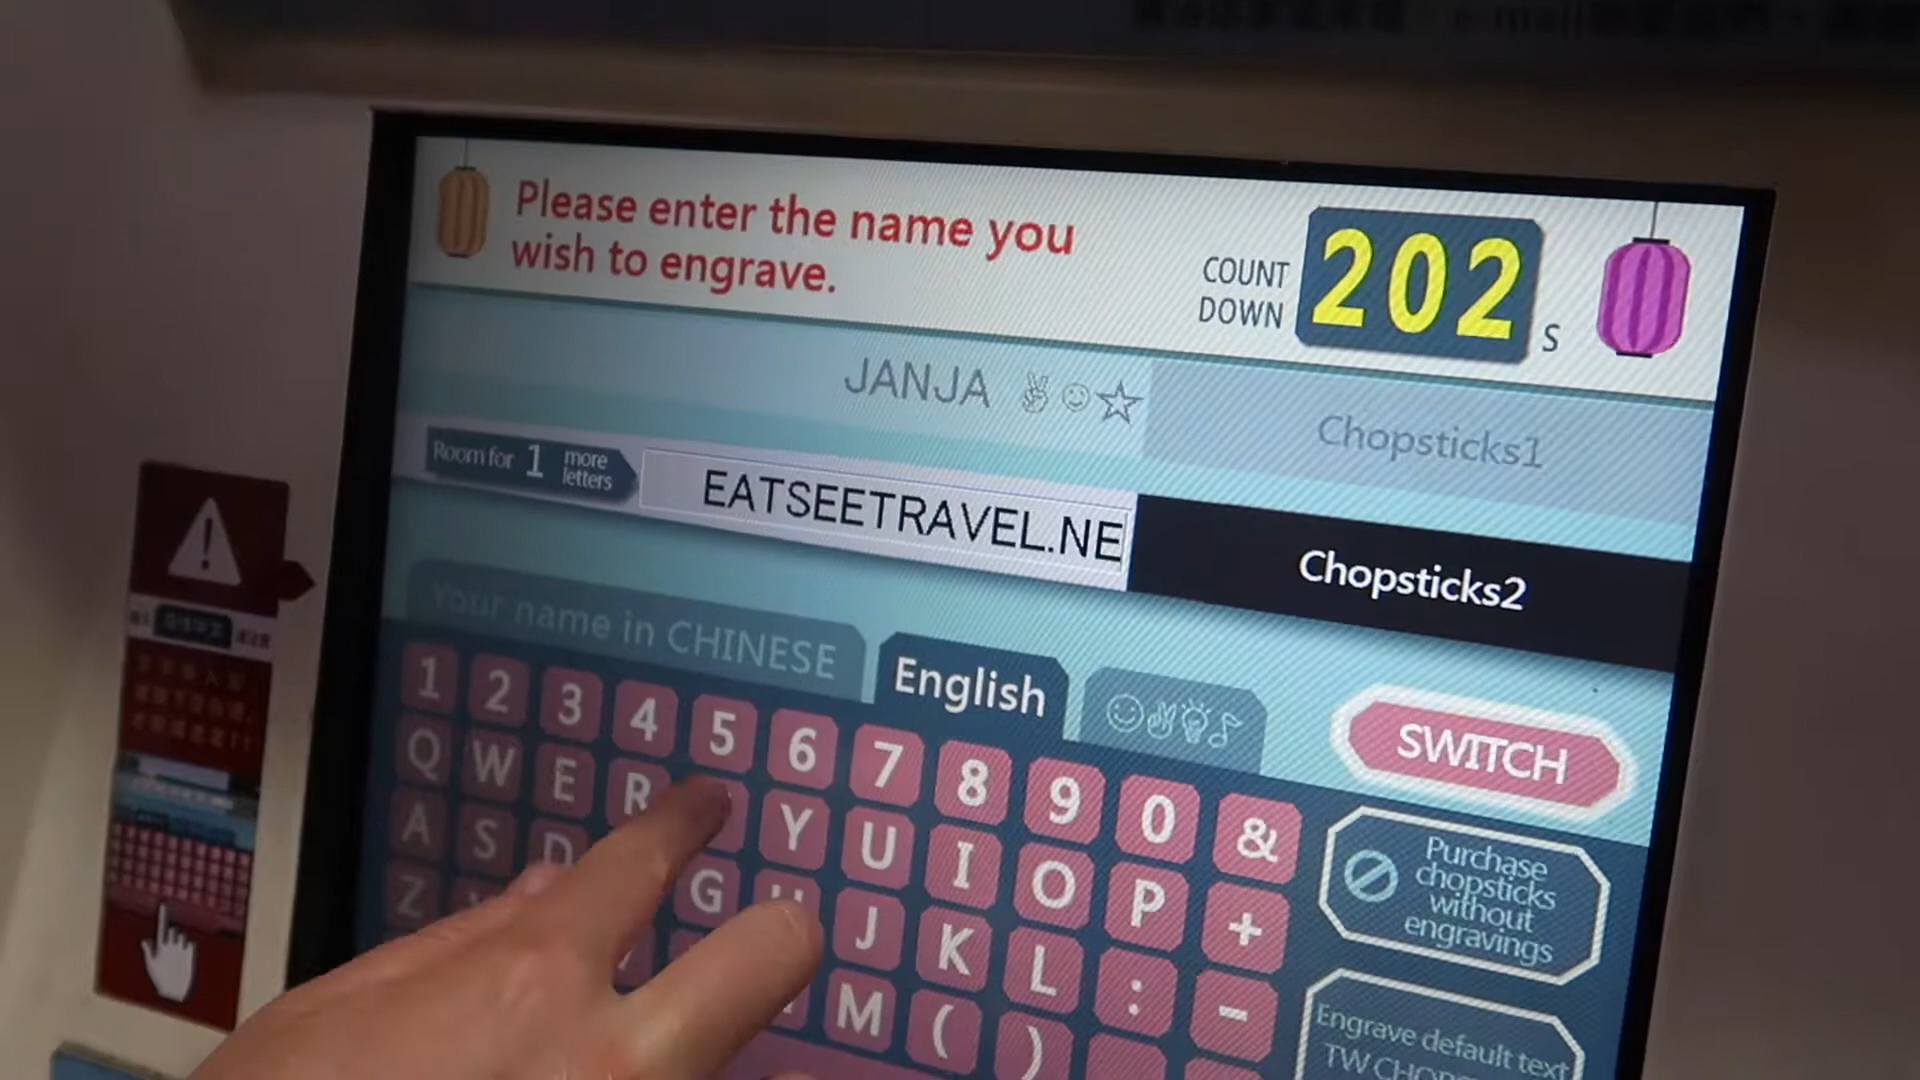 Please enter the name you
wish to engrave.
COUNT
DOWN
202
S
JANJA ✌☺☆
Chopsticks1
Room for 1 more
letters
EATSEETRAVEL.NE
Chopsticks2
Your name in CHINESE
English
SWITCH
1 2 3 4 5 6 7 8 9 0 &
Q W E R Y U I O P +
A S D G J K L : -
Z M ( )
Purchase
chopsticks
without
engravings
Engrave default text
TW